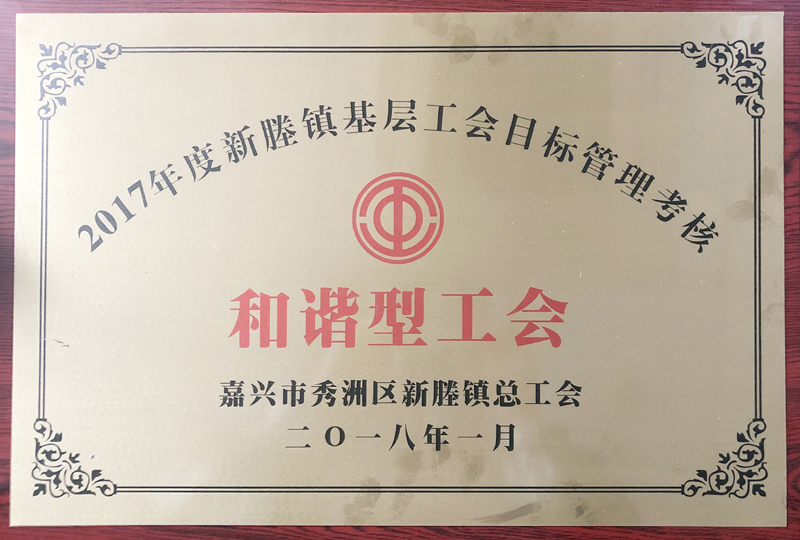 2017年度新塍镇基层工会目标管理考核
和谐型工会
嘉兴市秀洲区新塍镇总工会
二〇一八年一月